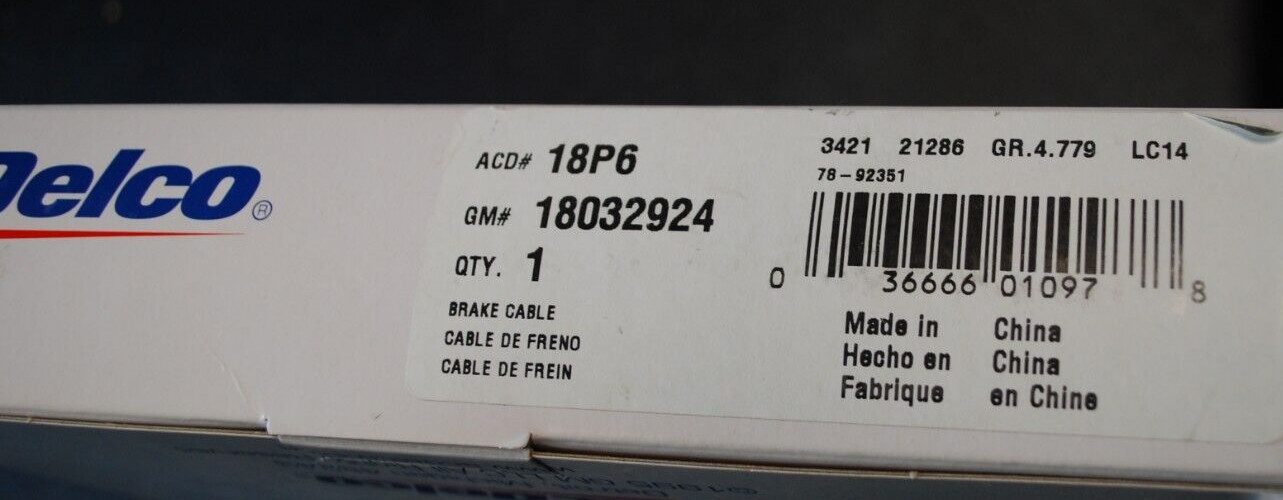 Delco®
ACD# 18P6
GM# 18032924
QTY. 1
BRAKE CABLE
CABLE DE FRENO
CABLE DE FREIN
3421 21286 GR.4.779 LC14
78-92351
0 36666 01097 8
Made in China
Hecho en China
Fabrique en Chine